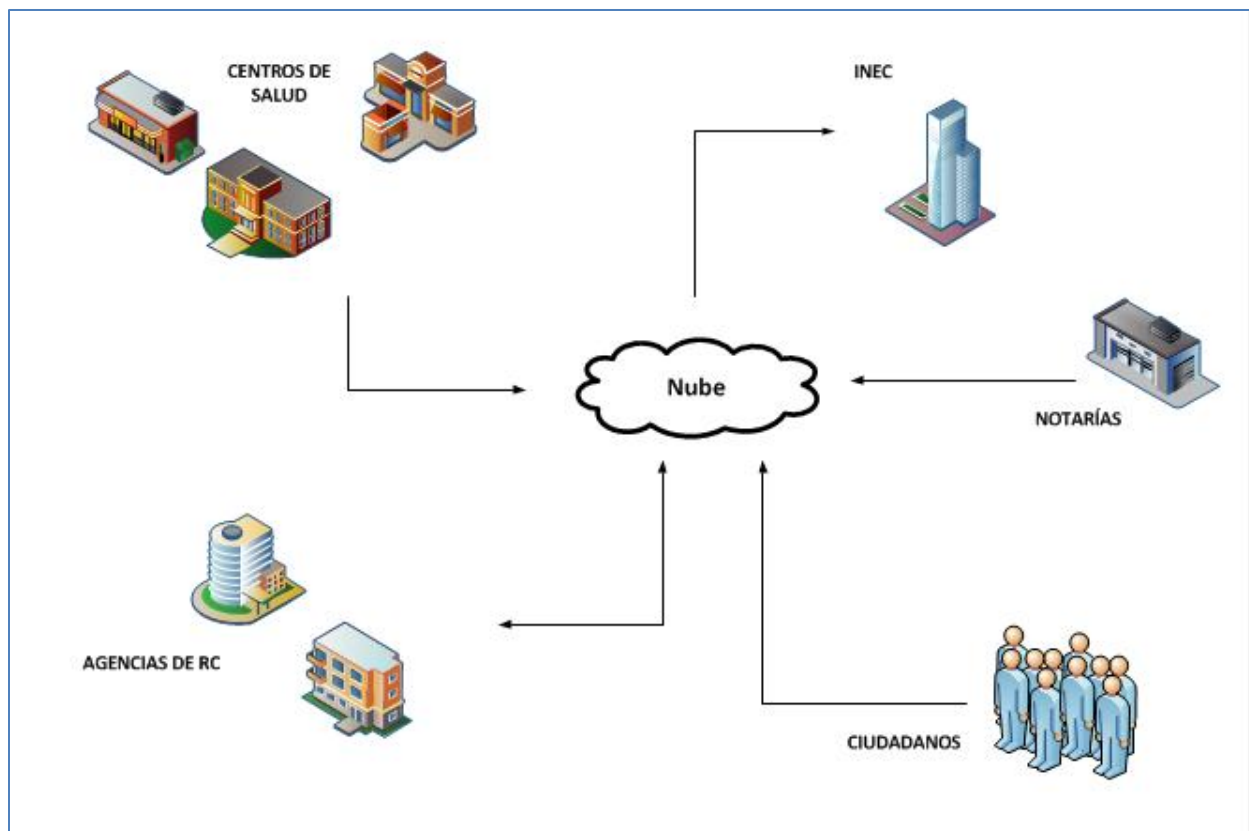 CENTROS DE
SALUD
INEC
Nube
NOTARÍAS
AGENCIAS DE RC
CIUDADANOS